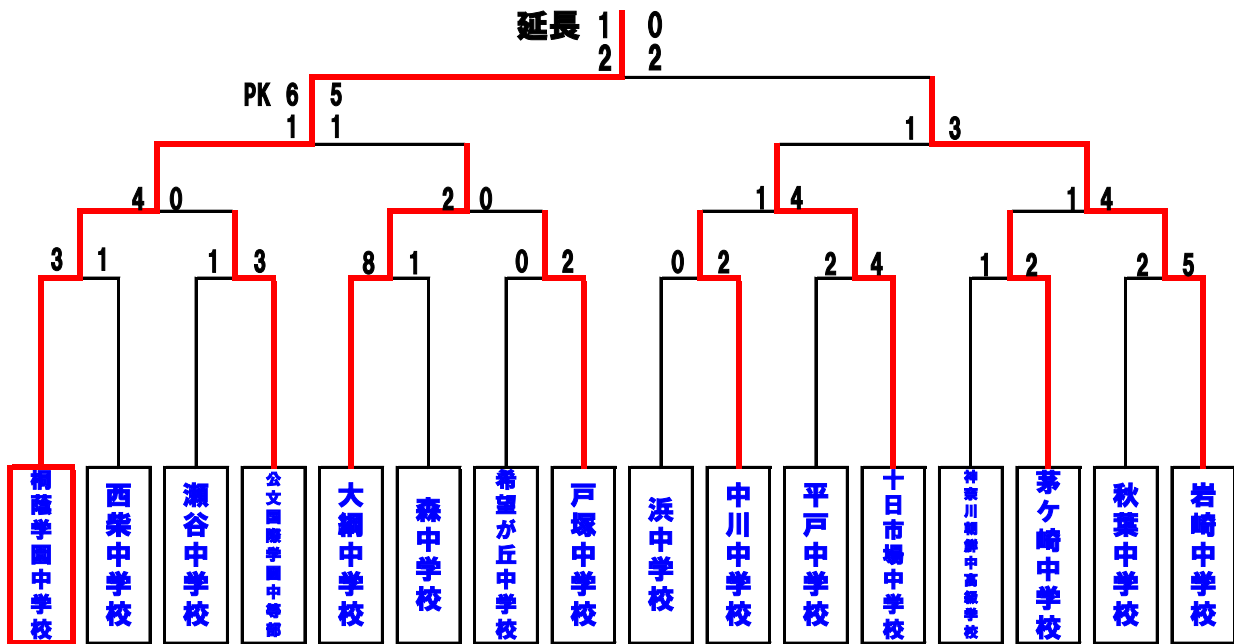 延長 1 0
2 2
PK 6 5
1 1
1 3
4 0
2 0
1 4
1 4
3 1
1 3
8 1
0 2
0 2
2 4
1 2
2 5
桐蔭学園中学校
西柴中学校
瀬谷中学校
公文国際学園中等部
大綱中学校
森中学校
希望が丘中学校
戸塚中学校
浜中学校
中川中学校
平戸中学校
十日市場中学校
神奈川朝鮮中高級学校
茅ケ崎中学校
秋葉中学校
岩崎中学校